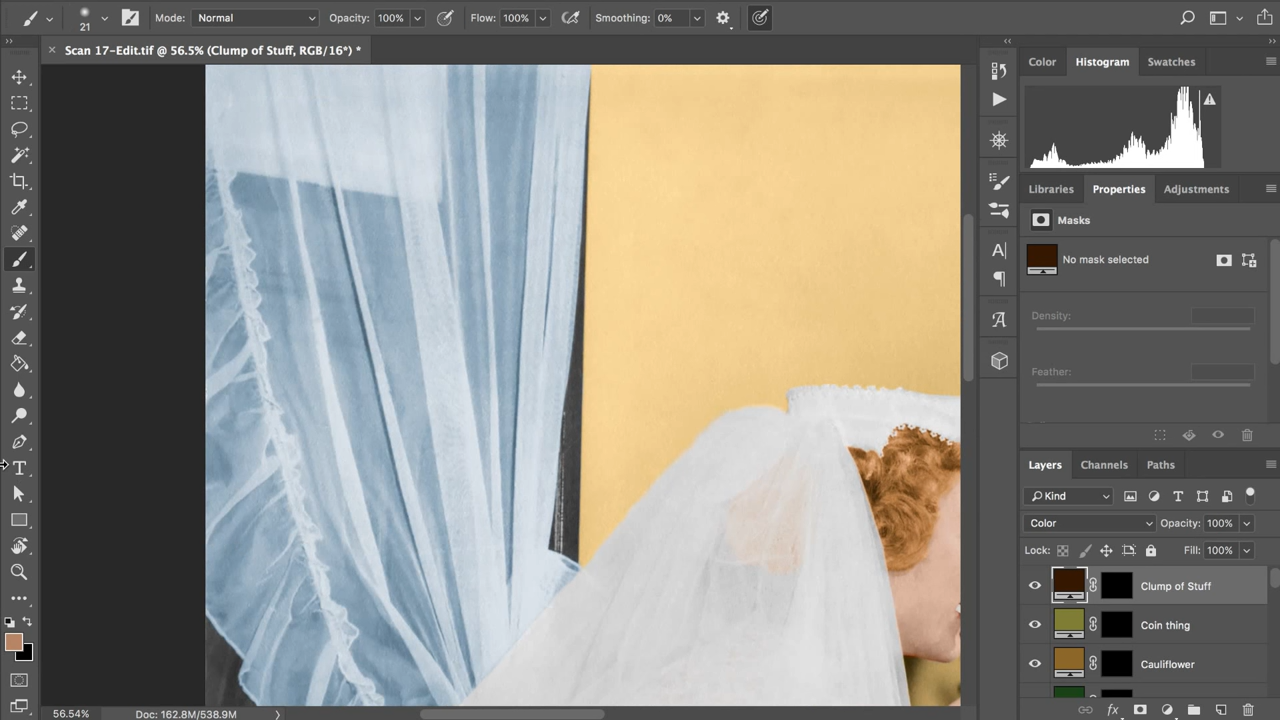 21
Mode: Normal Opacity: 100% Flow: 100% Smoothing: 0%
Scan 17-Edit.tif @ 56.5% (Clump of Stuff, RGB/16*) *
Color Histogram Swatches
Libraries Properties Adjustments
Masks
No mask selected
Density:
Feather:
Layers Channels Paths
Kind
Color Opacity: 100%
Lock: Fill: 100%
Clump of Stuff
Coin thing
Cauliflower
56.54% Doc: 162.8M/538.9M